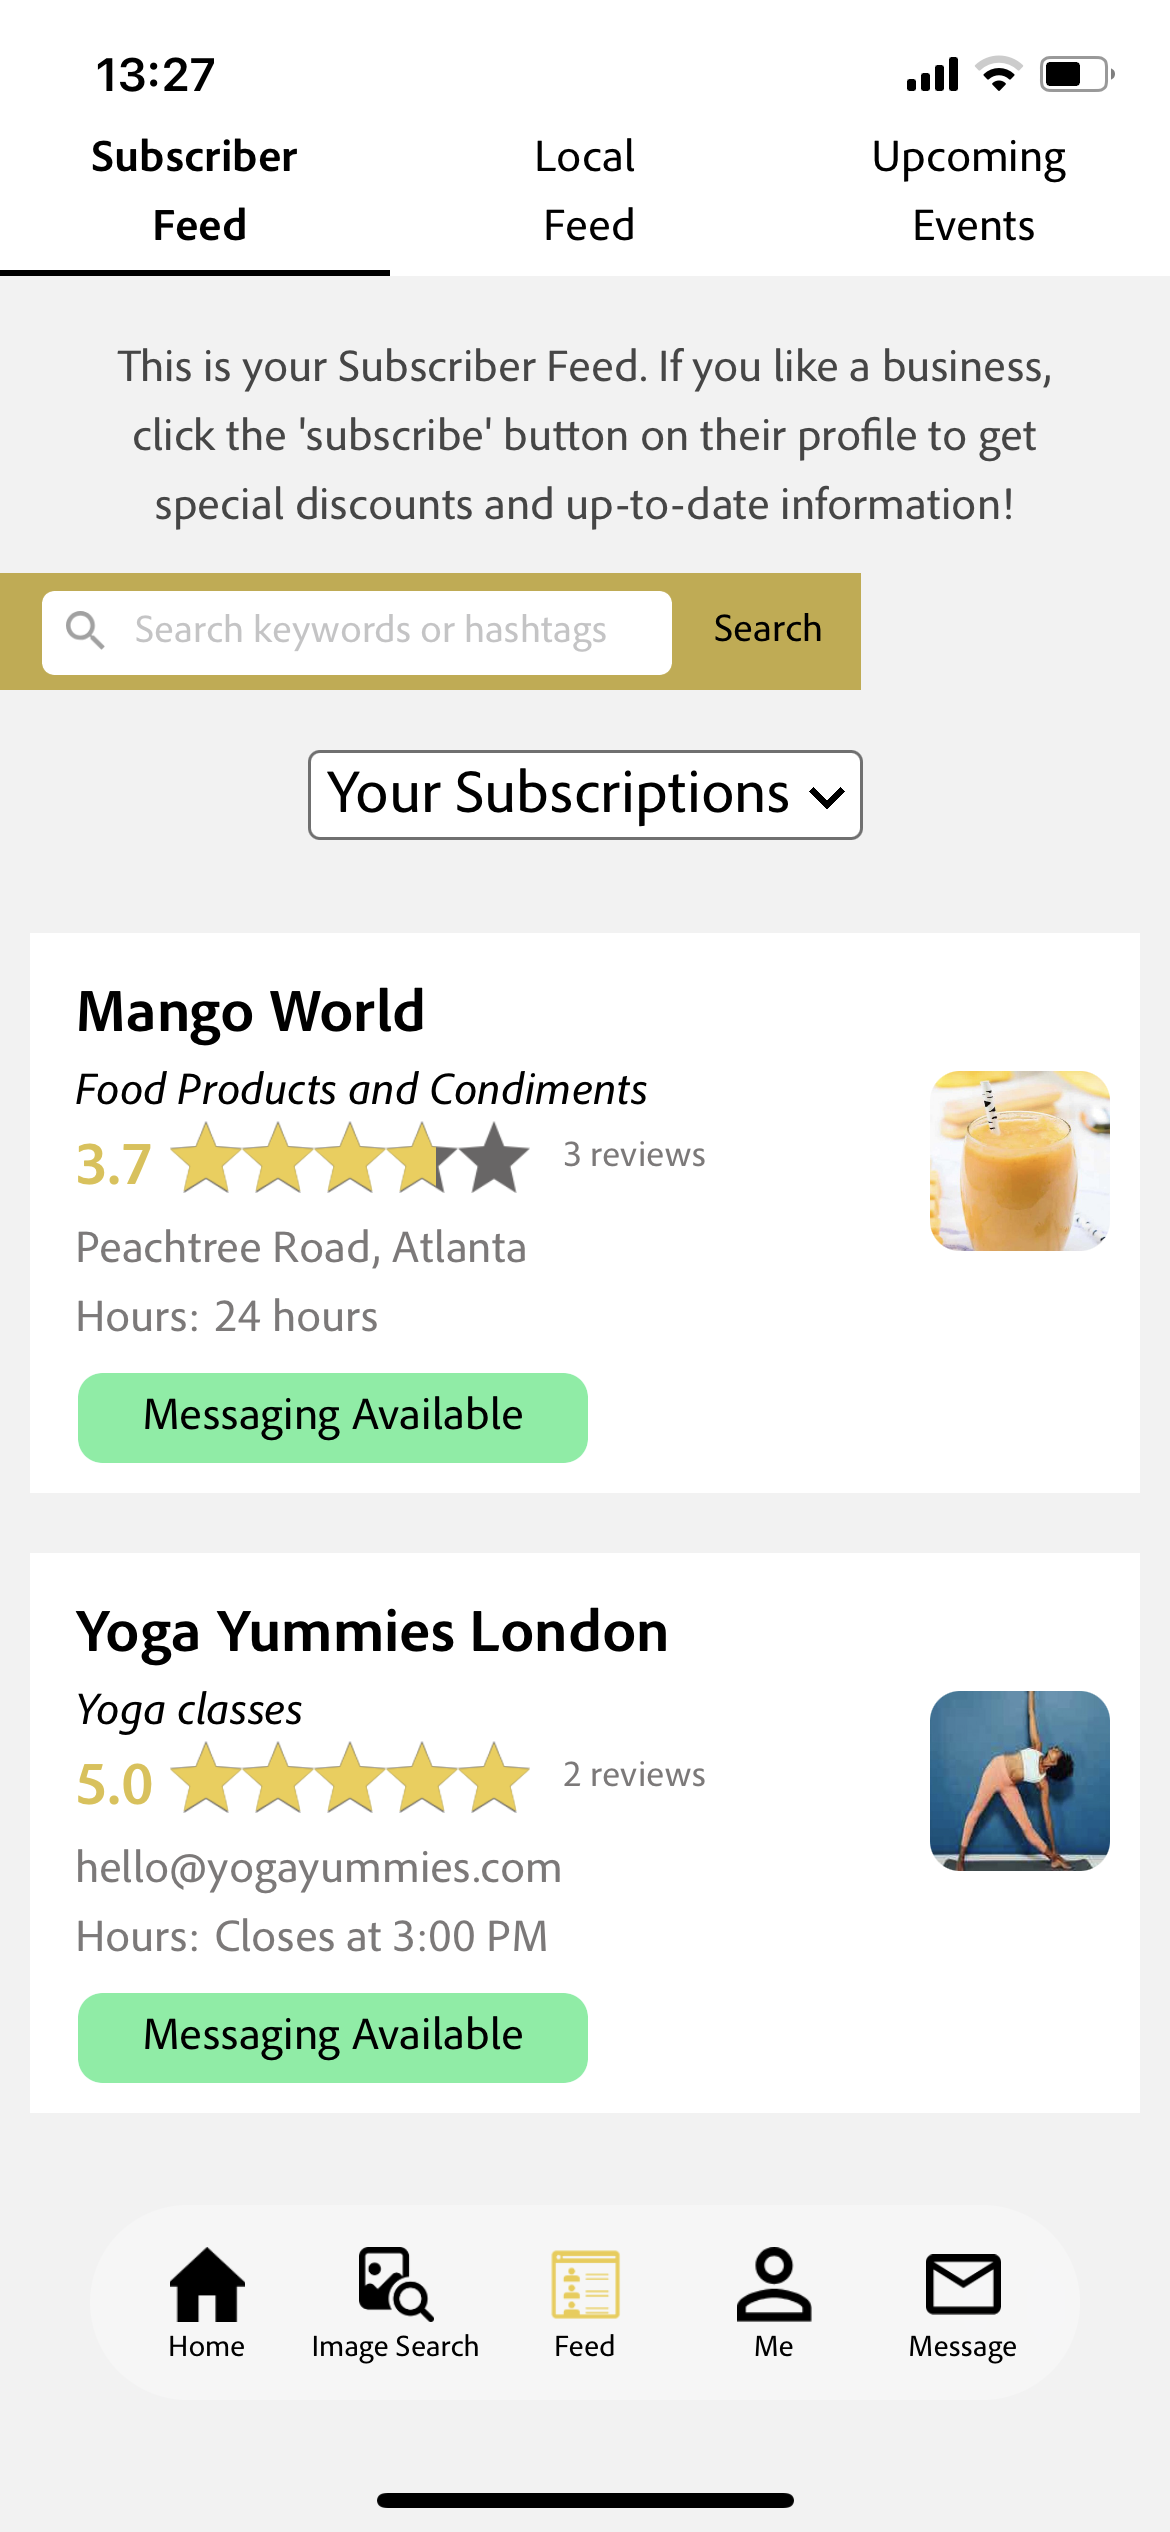 13:27
Subscriber
Feed
Local
Feed
Upcoming
Events
This is your Subscriber Feed. If you like a business,
click the 'subscribe' button on their profile to get
special discounts and up-to-date information!
Search keywords or hashtags
Search
Your Subscriptions
Mango World
Food Products and Condiments
3.7
3 reviews
Peachtree Road, Atlanta
Hours: 24 hours
Messaging Available
Yoga Yummies London
Yoga classes
5.0
2 reviews
hello@yogayummies.com
Hours: Closes at 3:00 PM
Messaging Available
Home
Image Search
Feed
Me
Message